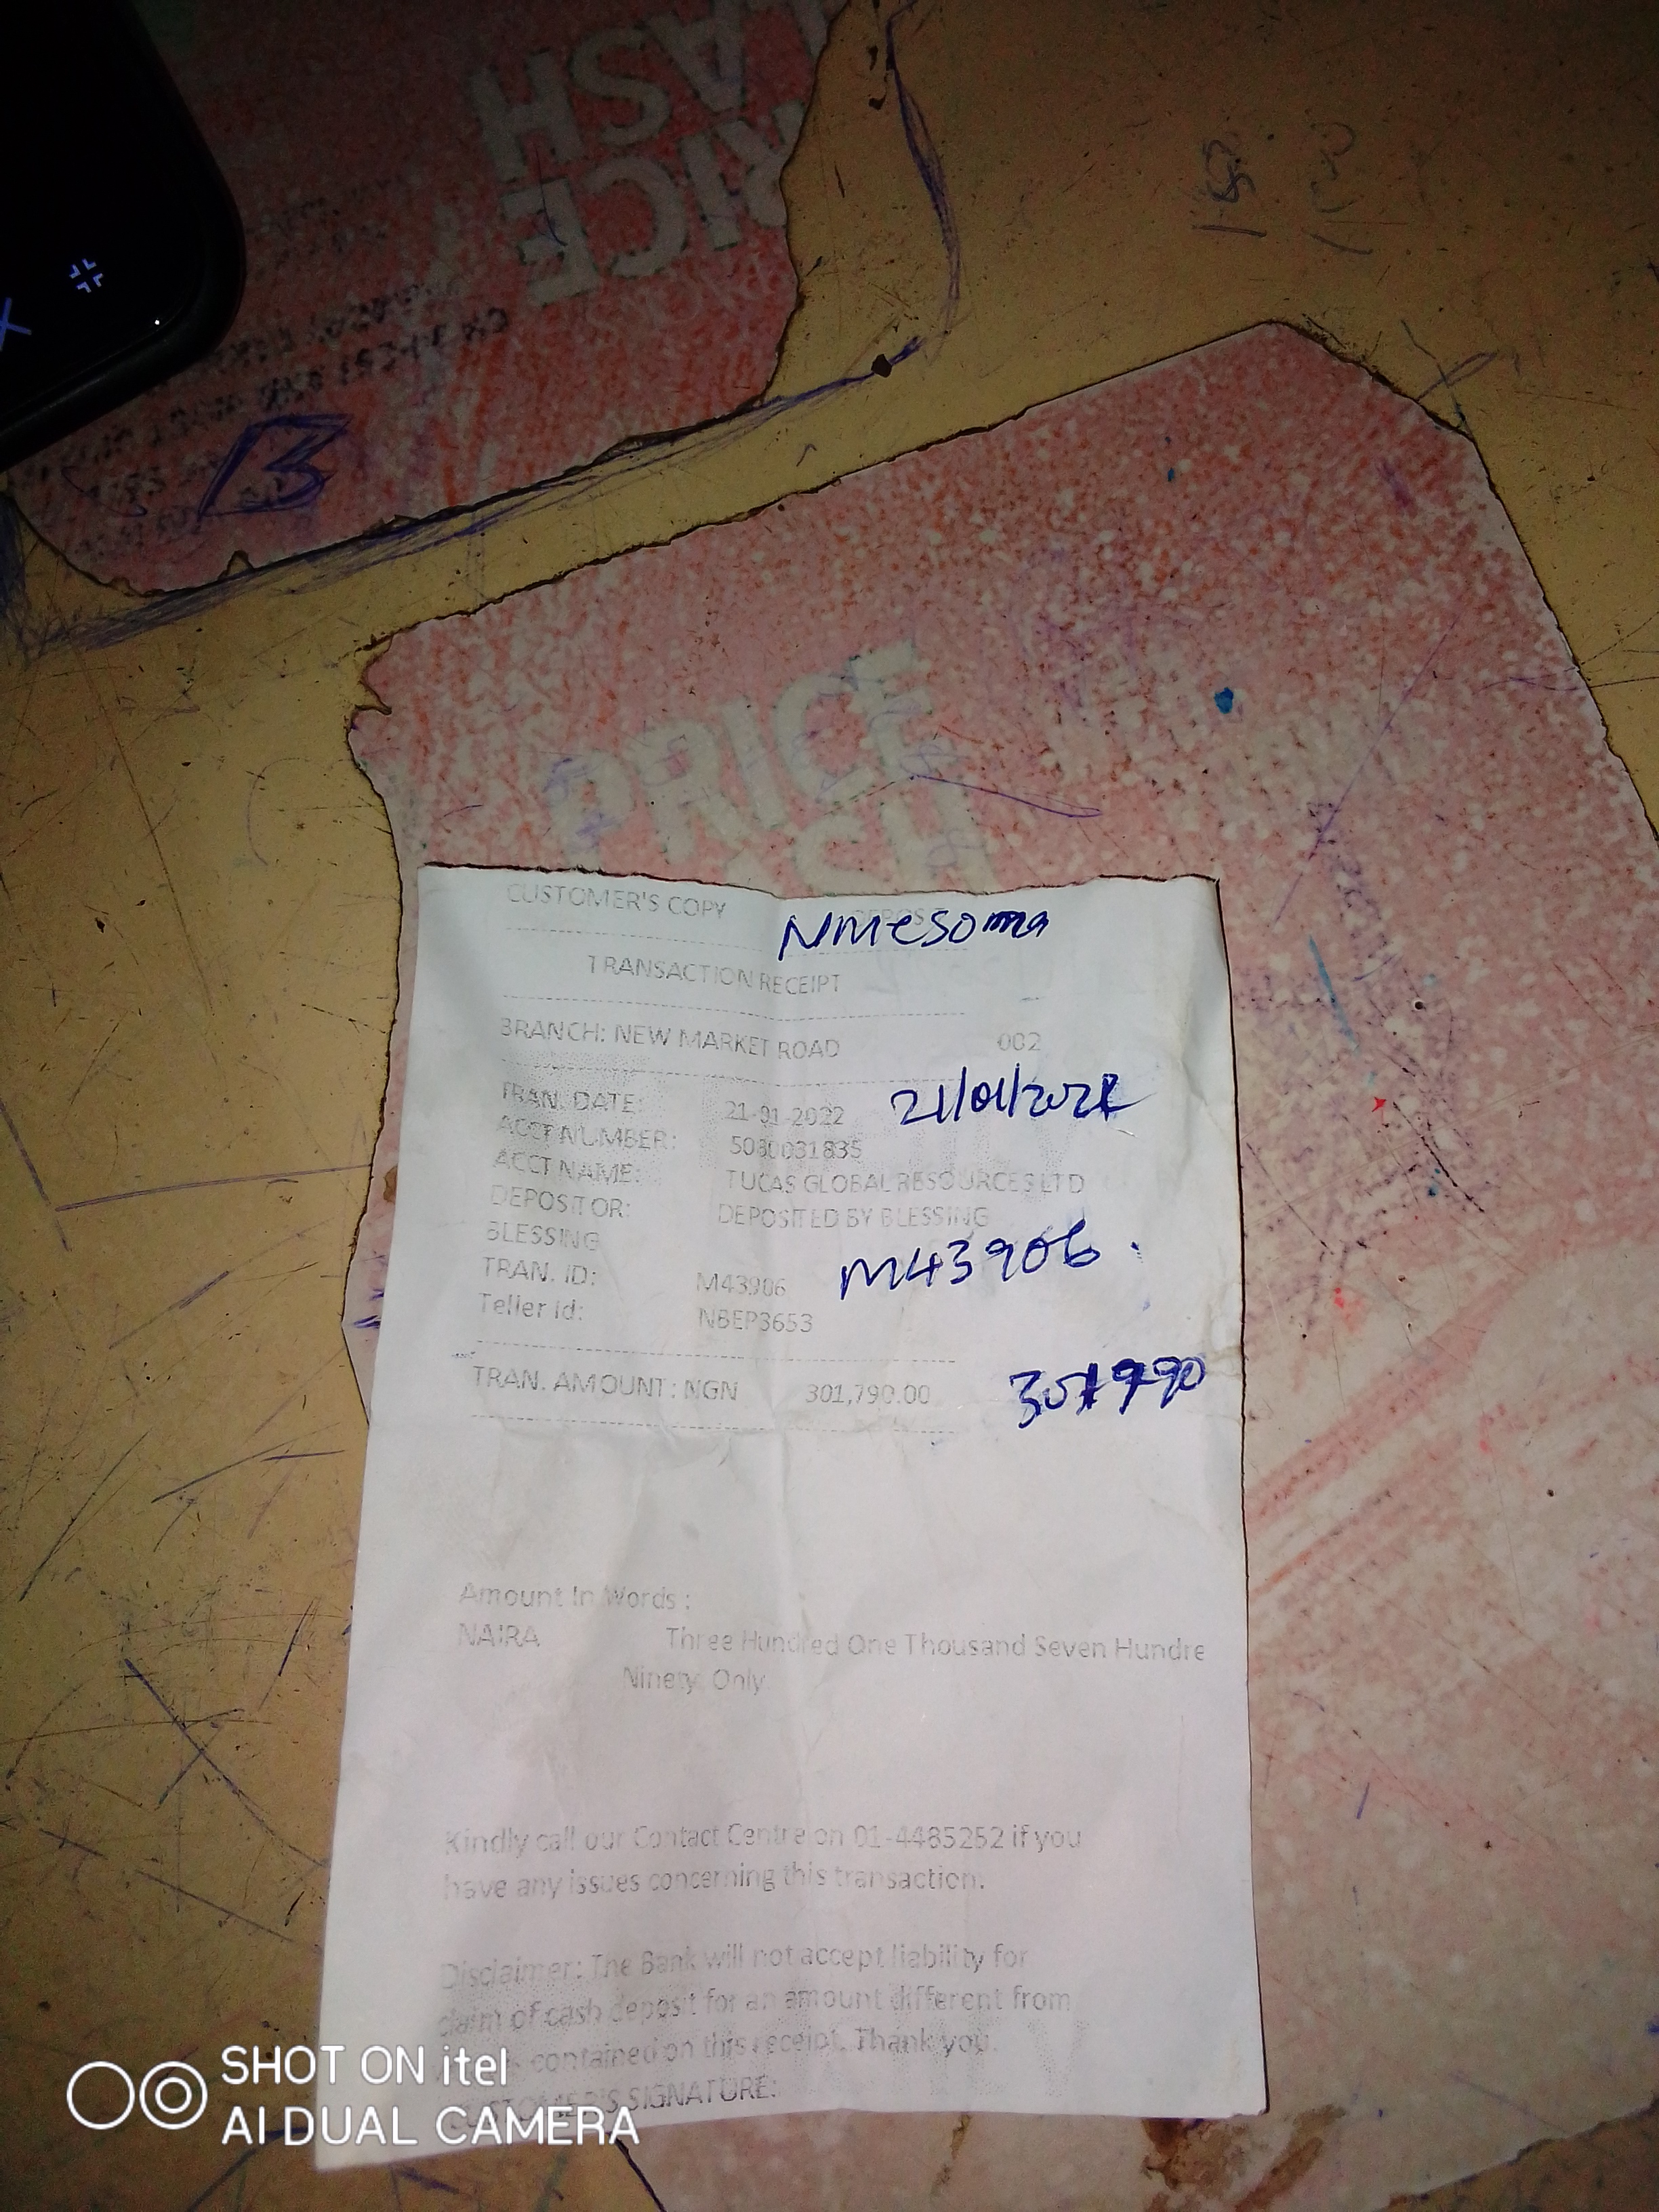 PRICE
CUSTOMER'S COPY
Nmesoma
TRANSACTION RECEIPT
BRANCH: NEW MARKET ROAD 002
TRAN. DATE: 21-01-2022 21/01/2022
ACCT NUMBER: 5080031835
ACCT NAME: TUCAS GLOBAL RESOURCES LTD
DEPOSITOR: DEPOSITED BY BLESSING
BLESSING
TRAN. ID: M43906 M43906
Teller Id: NBEP3653
TRAN. AMOUNT: NGN 301,790.00
Amount In Words :
NAIRA Three Hundred One Thousand Seven Hundre
Ninety Only
Kindly call our Contact Centre on 01-4485252 if you
have any issues concerning this transaction.
Disclaimer: The Bank will not accept liability for
claim of cash deposit for an amount different from
contained on this receipt. Thank you.
CUSTOMER'S SIGNATURE:
SHOT ON itel
AI DUAL CAMERA